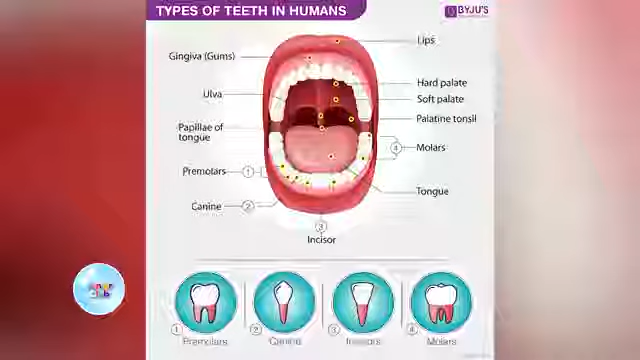 TYPES OF TEETH IN HUMANS
BYJU'S
Lips
Gingiva (Gums)
Hard palate
Ulva
Soft palate
Palatine tonsil
Papillae of
tongue
4 Molars
Premolars 1
Tongue
Canine 2
3
Incisor
1 Premolars
2 Canine
3 Incisors
4 Molars